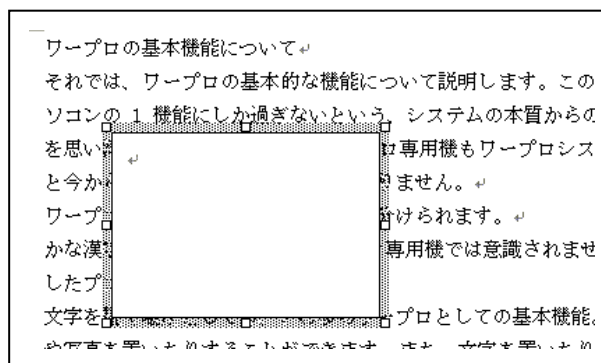 ワープロの基本機能について↵
それでは、ワープロの基本的な機能について説明します。この
ソコンの 1 機能にしか過ぎないという、システムの本質からの
を思い 専用機もワープロシス
と今か ません。↵
↵
ワープ けられます。↵
かな漢 専用機では意識されませ
したプ
文字を プロとしての基本機能。